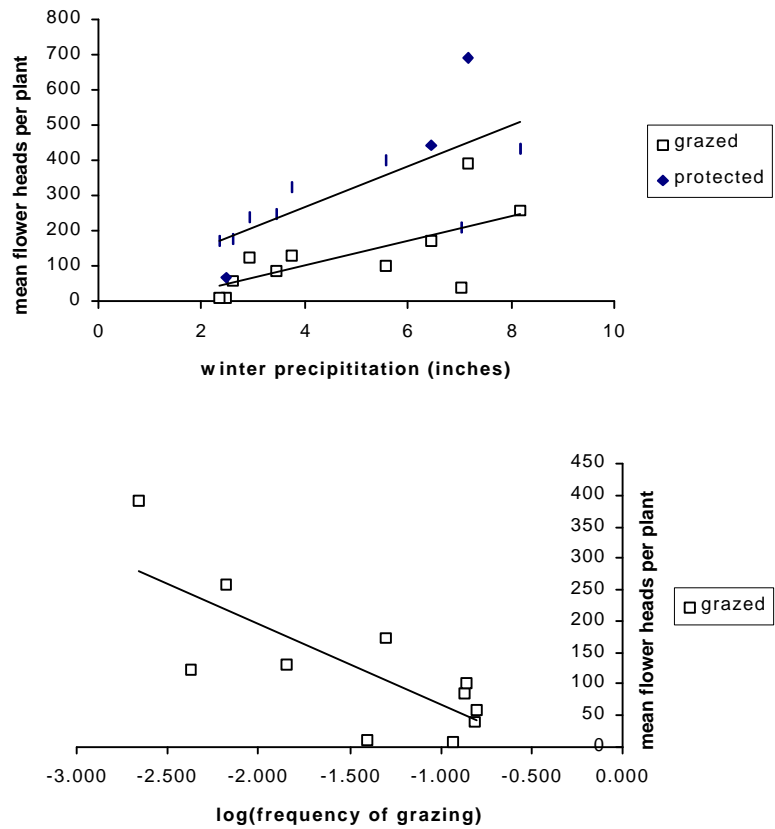 800
700
600
500
400
300
200
100
0
mean flower heads per plant
0 2 4 6 8 10
winter precipititation (inches)
grazed
protected
450
400
350
300
250
200
150
100
50
0
mean flower heads per plant
-3.000 -2.500 -2.000 -1.500 -1.000 -0.500 0.000
log(frequency of grazing)
grazed